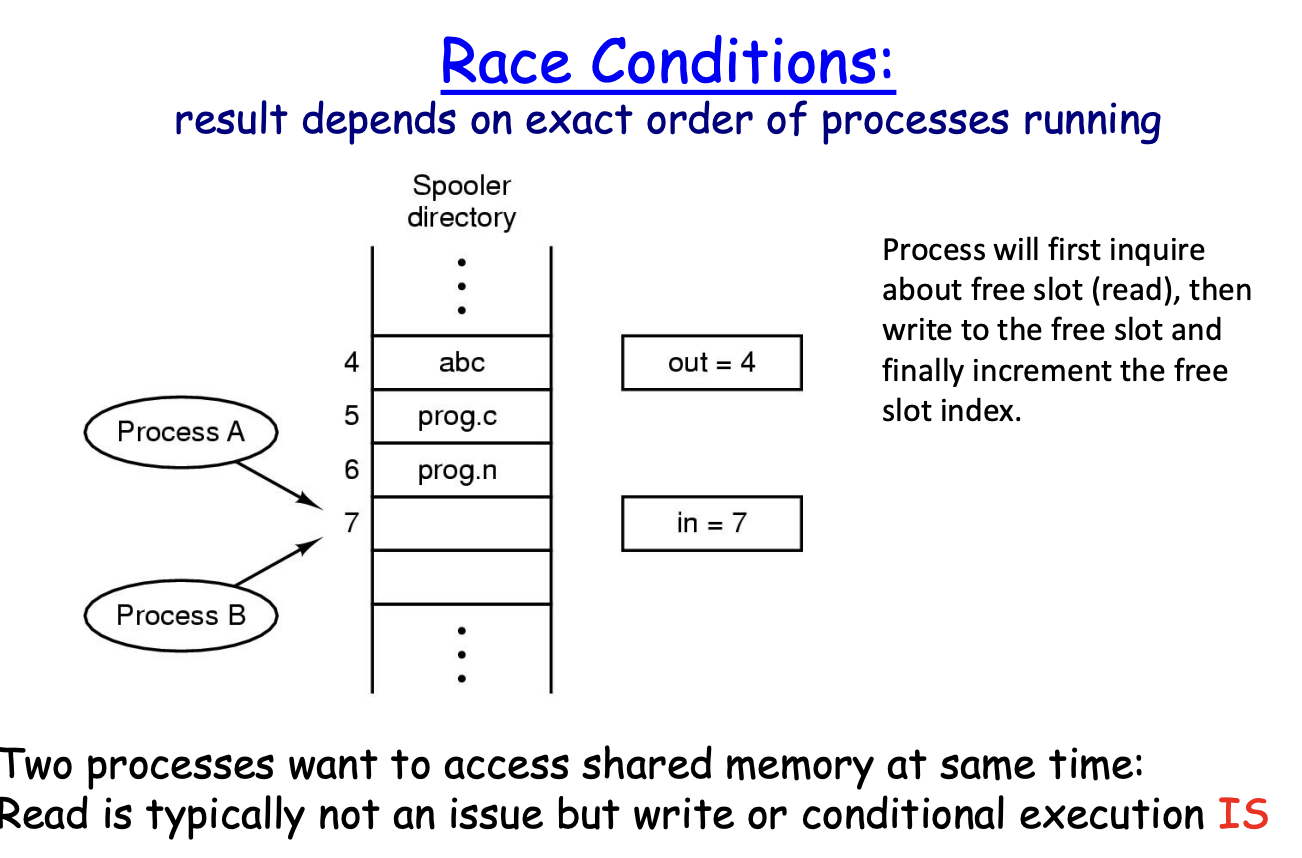 Race Conditions:
result depends on exact order of processes running
Spooler
directory
Process will first inquire
about free slot (read), then
write to the free slot and
finally increment the free
slot index.
4
abc
out = 4
5
prog.c
Process A
6
prog.n
7
in = 7
Process B
Two processes want to access shared memory at same time:
Read is typically not an issue but write or conditional execution IS